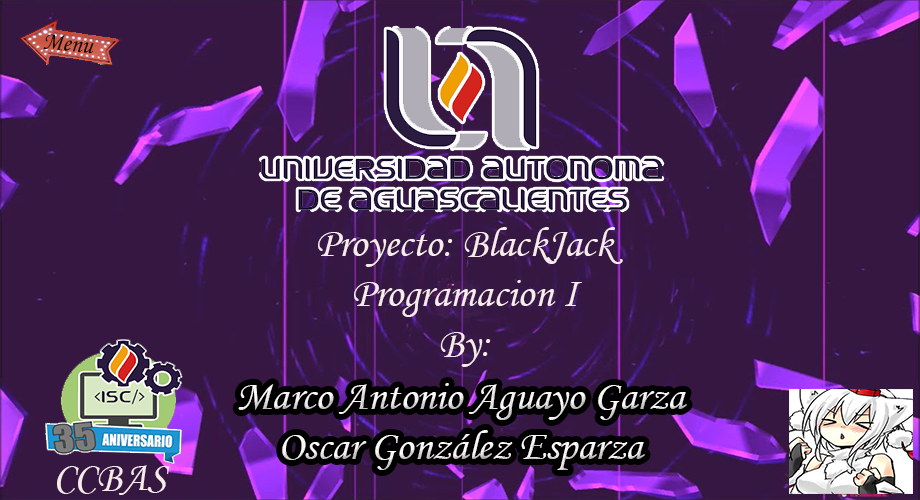 Menu
UNIVERSIDAD AUTONOMA
DE AGUASCALIENTES
Proyecto: BlackJack
Programacion I
By:
Marco Antonio Aguayo Garza
Oscar González Esparza
<ISC/>
35 ANIVERSARIO
CCBAS